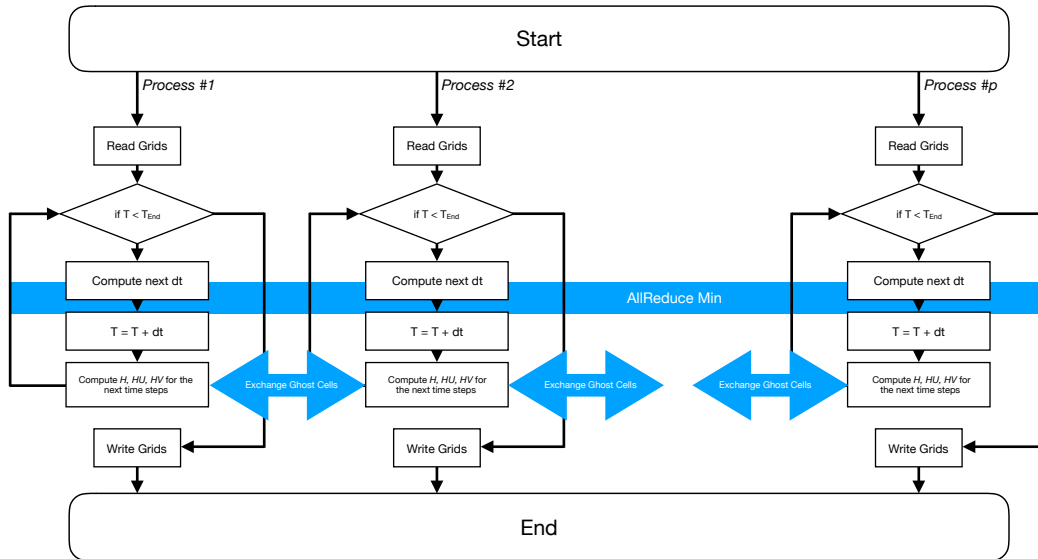 Start
Process #1
Process #2
Process #p
Read Grids
Read Grids
Read Grids
if T < TEnd
if T < TEnd
if T < TEnd
Compute next dt
Compute next dt
Compute next dt
AllReduce Min
T = T + dt
T = T + dt
T = T + dt
Compute H, HU, HV for the
next time steps
Exchange Ghost Cells
Compute H, HU, HV for
the next time steps
Exchange Ghost Cells
Exchange Ghost Cells
Compute H, HU, HV for
the next time steps
Write Grids
Write Grids
Write Grids
End